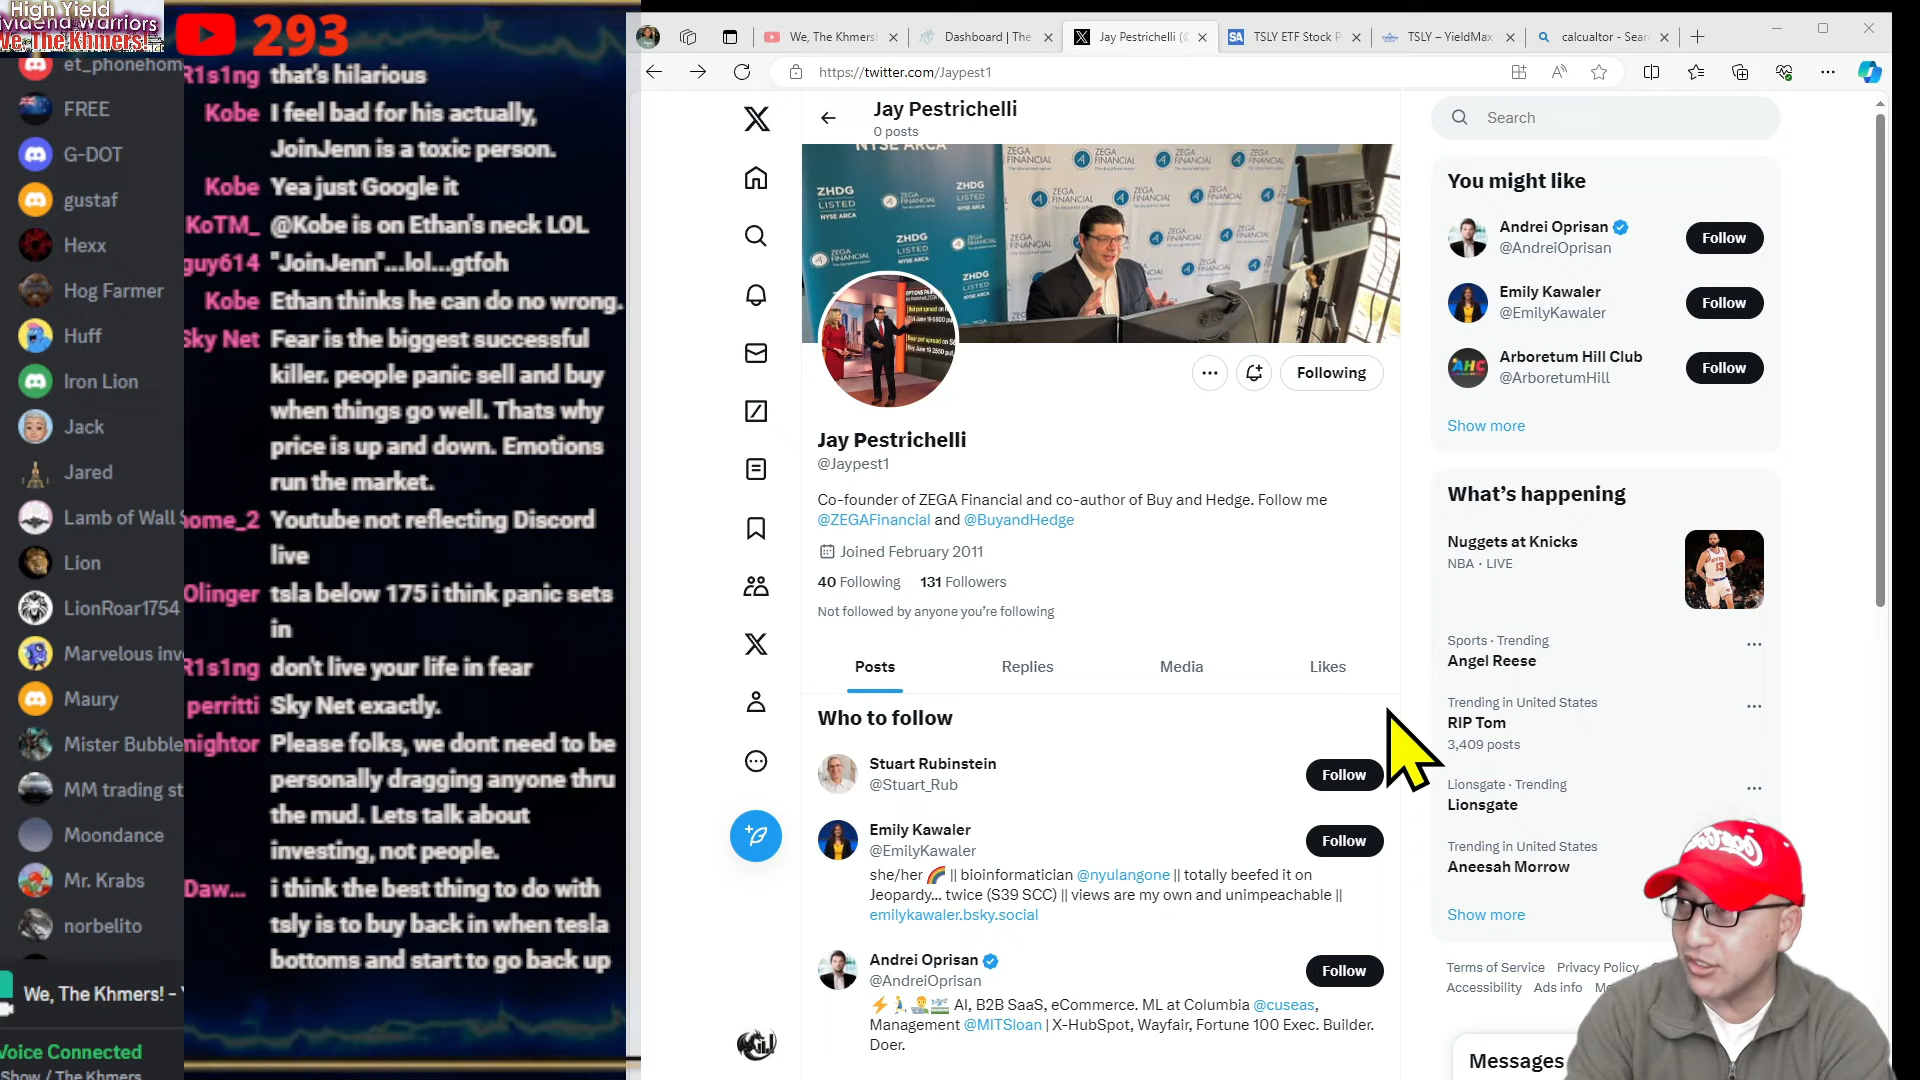 High Yield
Dividend Warriors
We, The Khmers!
293
et_phonehom
FREE
G-DOT
gustaf
Hexx
Hog Farmer
Huff
Iron Lion
Jack
Jared
Lamb of Wall S
Lion
LionRoar1754
Marvelous inv
Maury
Mister Bubble
MM trading st
Moondance
Mr. Krabs
norbelito
We, The Khmers! -
Voice Connected
Show / The Khmers
R1s1ng that's hilarious
Kobe I feel bad for his actually,
JoinJenn is a toxic person.
Kobe Yea just Google it
KoTM_ @Kobe is on Ethan's neck LOL
guy614 "JoinJenn"...lol...gtfoh
Kobe Ethan thinks he can do no wrong.
Sky Net Fear is the biggest successful
killer. people panic sell and buy
when things go well. Thats why
price is up and down. Emotions
run the market.
ome_2 Youtube not reflecting Discord
live
Olinger tsla below 175 i think panic sets
in
R1s1ng don't live your life in fear
perritti Sky Net exactly.
nightor Please folks, we dont need to be
personally dragging anyone thru
the mud. Lets talk about
investing, not people.
Daw... i think the best thing to do with
tsly is to buy back in when tesla
bottoms and start to go back up
We, The Khmers!
Dashboard | The
Jay Pestrichelli (@
TSLY ETF Stock P
TSLY – YieldMax
calcualtor - Sear
https://twitter.com/Jaypest1
Jay Pestrichelli
0 posts
NYSE ARCA
ZHDG
LISTED
NYSE ARCA
ZEGA
FINANCIAL
Following
Jay Pestrichelli
@Jaypest1
Co-founder of ZEGA Financial and co-author of Buy and Hedge. Follow me
@ZEGAFinancial and @BuyandHedge
Joined February 2011
40 Following 131 Followers
Not followed by anyone you're following
Posts Replies Media Likes
Who to follow
Stuart Rubinstein
@Stuart_Rub
Follow
Emily Kawaler
@EmilyKawaler
Follow
she/her 🌈 || bioinformatician @nyulangone || totally beefed it on
Jeopardy... twice (S39 SCC) || views are my own and unimpeachable ||
emilykawaler.bsky.social
Andrei Oprisan
@AndreiOprisan
Follow
AI, B2B SaaS, eCommerce. ML at Columbia @cuseas,
Management @MITSloan | X-HubSpot, Wayfair, Fortune 100 Exec. Builder.
Doer.
Search
You might like
Andrei Oprisan
@AndreiOprisan
Follow
Emily Kawaler
@EmilyKawaler
Follow
AHC
Arboretum Hill Club
@ArboretumHill
Follow
Show more
What's happening
Nuggets at Knicks
NBA · LIVE
Sports · Trending
Angel Reese
Trending in United States
RIP Tom
3,409 posts
Lionsgate · Trending
Lionsgate
Trending in United States
Aneesah Morrow
Show more
Terms of Service Privacy Policy
Accessibility Ads info
Messages